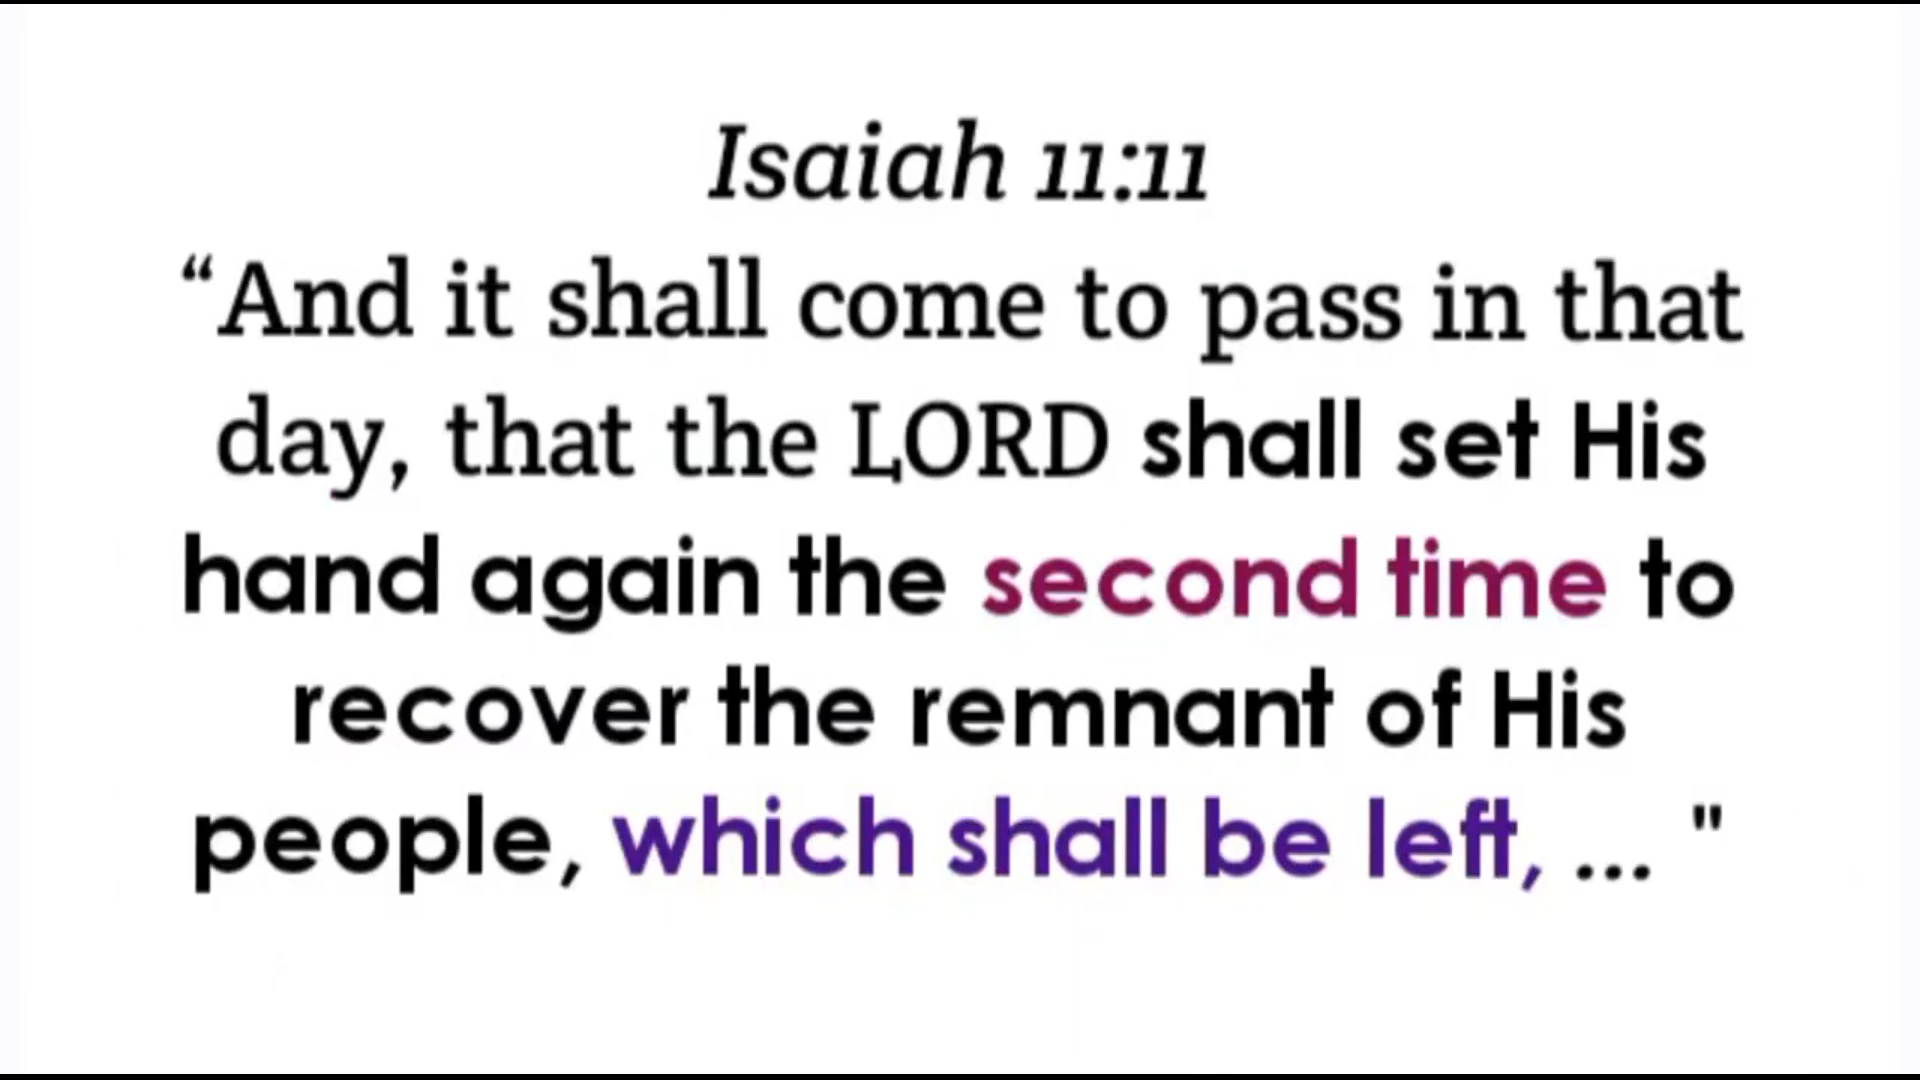 Isaiah 11:11
“And it shall come to pass in that
day, that the LORD shall set His
hand again the second time to
recover the remnant of His
people, which shall be left, ... "